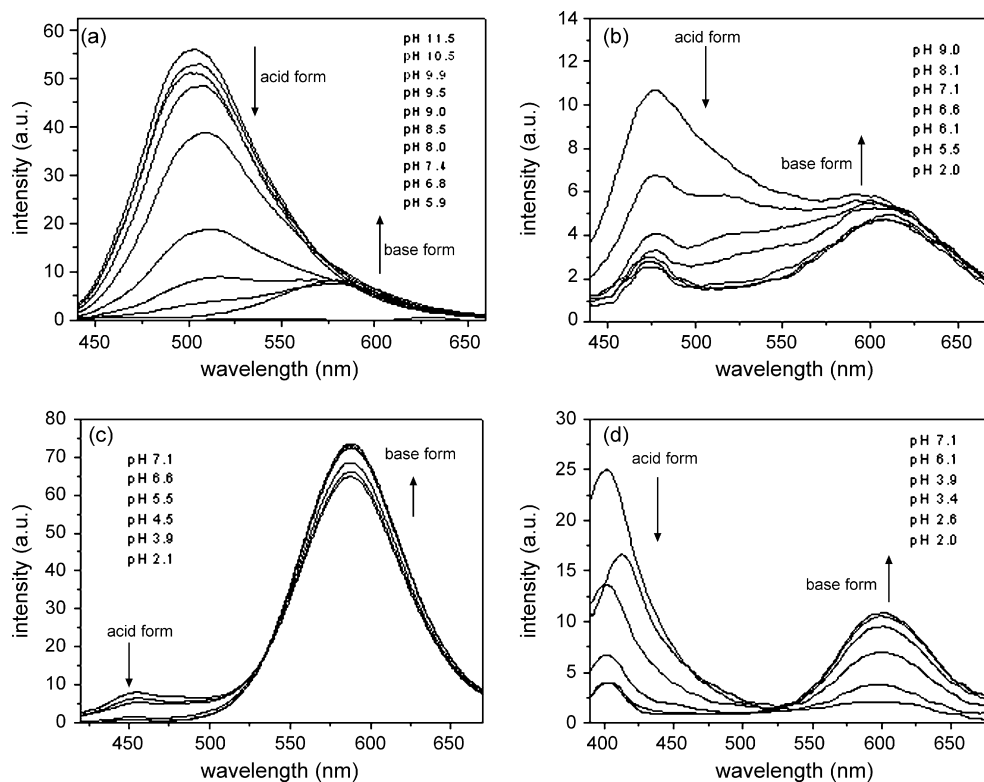 (a)
60
50
40
30
20
10
0
intensity (a.u.)
acid form
base form
pH 11.5
pH 10.5
pH 9.9
pH 9.5
pH 9.0
pH 8.5
pH 8.0
pH 7.4
pH 6.8
pH 5.9
450 500 550 600 650
wavelength (nm)
(b)
14
12
10
8
6
4
2
0
intensity (a.u.)
acid form
base form
pH 9.0
pH 8.1
pH 7.1
pH 6.6
pH 6.1
pH 5.5
pH 2.0
450 500 550 600 650
wavelength (nm)
(c)
80
70
60
50
40
30
20
10
0
intensity (a.u.)
pH 7.1
pH 6.6
pH 5.5
pH 4.5
pH 3.9
pH 2.1
acid form
base form
450 500 550 600 650
wavelength (nm)
(d)
30
25
20
15
10
5
0
intensity (a.u.)
acid form
base form
pH 7.1
pH 6.1
pH 3.9
pH 3.4
pH 2.6
pH 2.0
400 450 500 550 600 650
wavelength (nm)